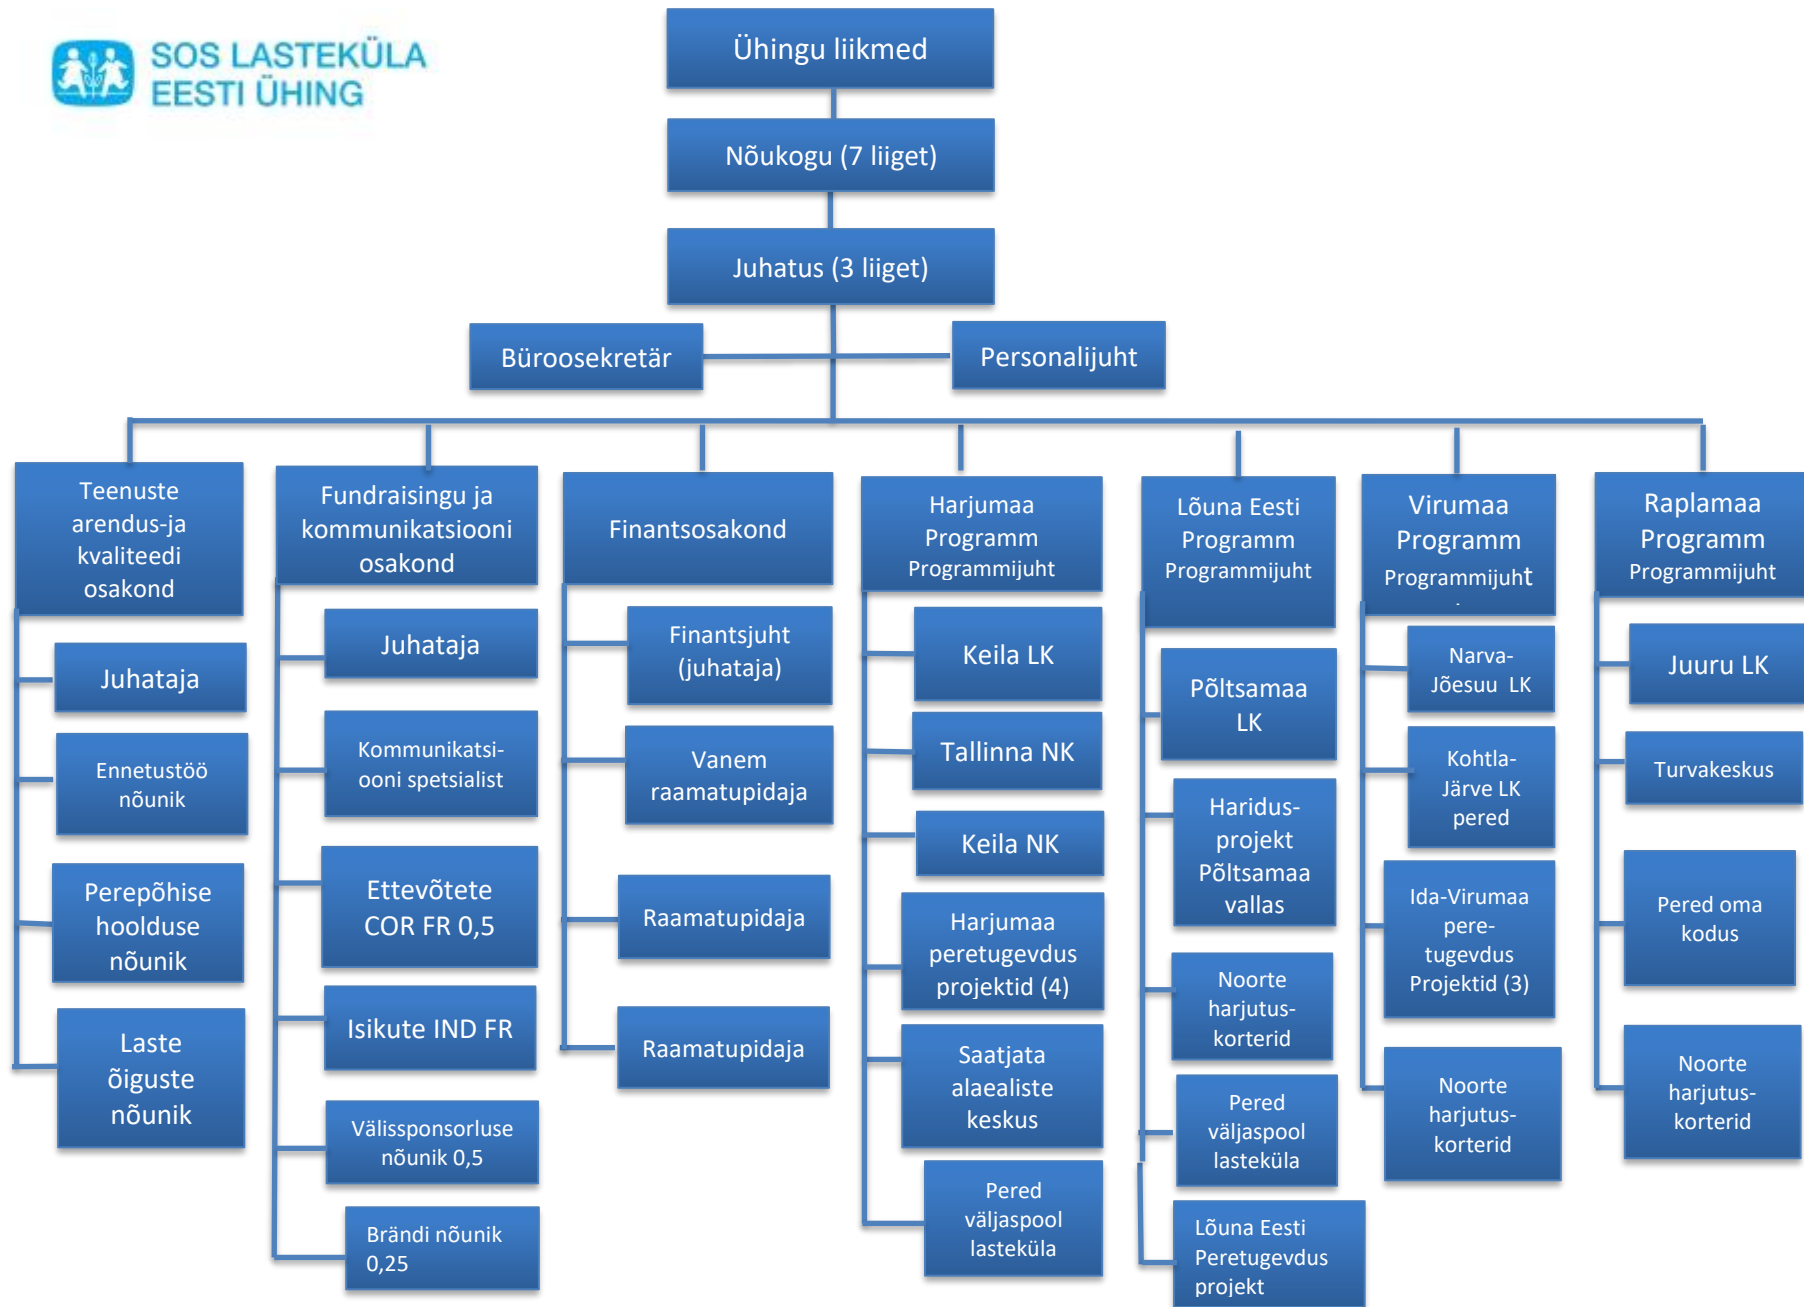 SOS LASTEKÜLA
EESTI ÜHING
Ühingu liikmed
Nõukogu (7 liiget)
Juhatus (3 liiget)
Büroosekretär
Personalijuht
Teenuste
arendus-ja
kvaliteedi
osakond
Juhataja
Ennetustöö
nõunik
Perepõhise
hoolduse
nõunik
Laste
õiguste
nõunik
Fundraisingu ja
kommunikatsiooni
osakond
Juhataja
Kommunikatsi-
ooni spetsialist
Ettevõtete
COR FR 0,5
Isikute IND FR
Välissponsorluse
nõunik 0,5
Brändi nõunik
0,25
Finantsosakond
Finantsjuht
(juhataja)
Vanem
raamatupidaja
Raamatupidaja
Raamatupidaja
Harjumaa
Programm
Programmijuht
Keila LK
Tallinna NK
Keila NK
Harjumaa
peretugevdus
projektid (4)
Saatjata
alaealiste
keskus
Pered
väljaspool
lasteküla
Lõuna Eesti
Programm
Programmijuht
Põltsamaa
LK
Haridus-
projekt
Põltsamaa
vallas
Noorte
harjutus-
korterid
Pered
väljaspool
lasteküla
Lõuna Eesti
Peretugevdus
projekt
Virumaa
Programm
Programmijuht
Narva-
Jõesuu LK
Kohtla-
Järve LK
pered
Ida-Virumaa
pere-
tugevdus
Projektid (3)
Noorte
harjutus-
korterid
Raplamaa
Programm
Programmijuht
Juuru LK
Turvakeskus
Pered oma
kodus
Noorte
harjutus-
korterid